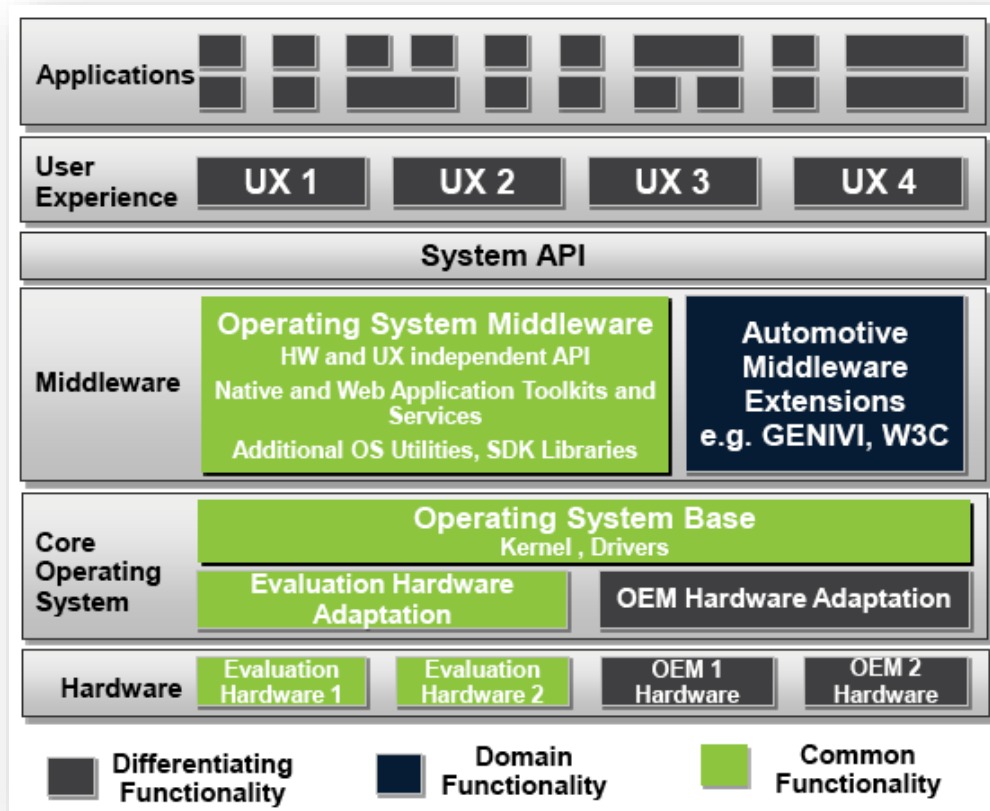 Applications
User
Experience
UX 1
UX 2
UX 3
UX 4
System API
Middleware
Operating System Middleware
HW and UX independent API
Native and Web Application Toolkits and
Services
Additional OS Utilities, SDK Libraries
Automotive
Middleware
Extensions
e.g. GENIVI, W3C
Core
Operating
System
Operating System Base
Kernel , Drivers
Evaluation Hardware
Adaptation
OEM Hardware Adaptation
Hardware
Evaluation
Hardware 1
Evaluation
Hardware 2
OEM 1
Hardware
OEM 2
Hardware
Differentiating
Functionality
Domain
Functionality
Common
Functionality